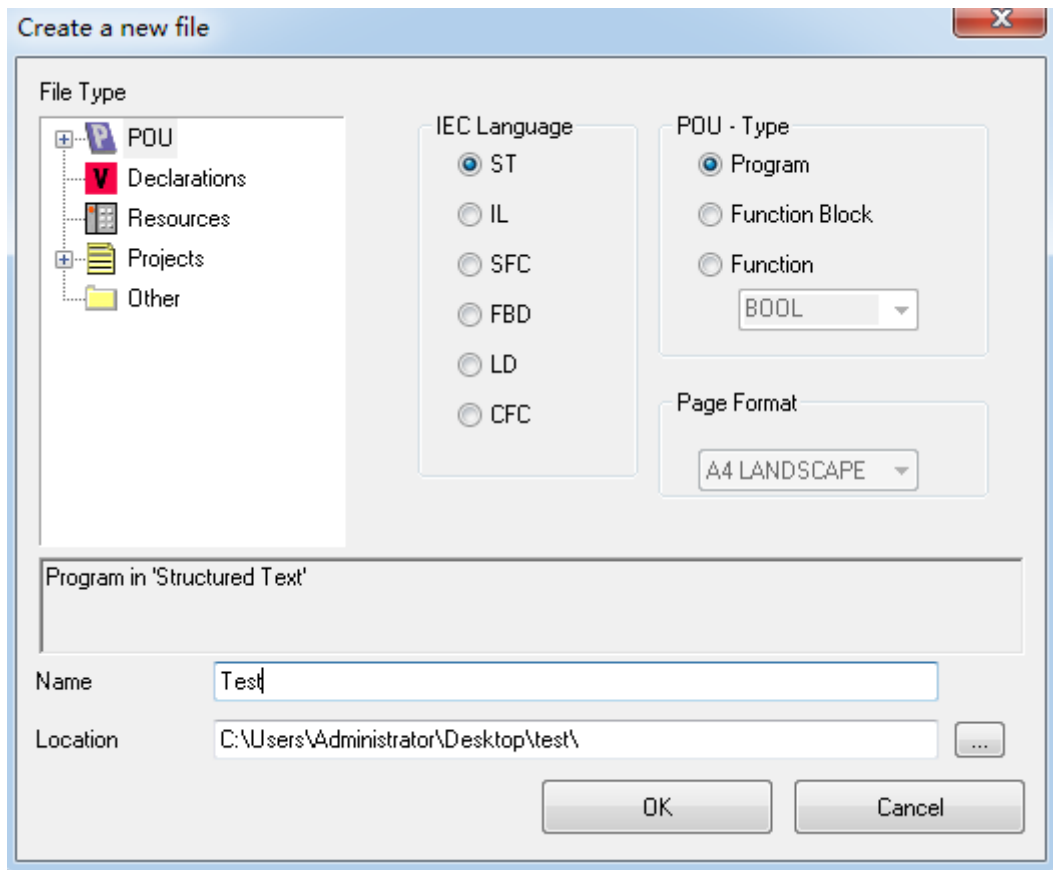 Create a new file
File Type
POU
Declarations
Resources
Projects
Other
IEC Language
ST
IL
SFC
FBD
LD
CFC
POU - Type
Program
Function Block
Function
BOOL
Page Format
A4 LANDSCAPE
Program in 'Structured Text'
Name
Test
Location
C:\Users\Administrator\Desktop\test\
...
OK
Cancel